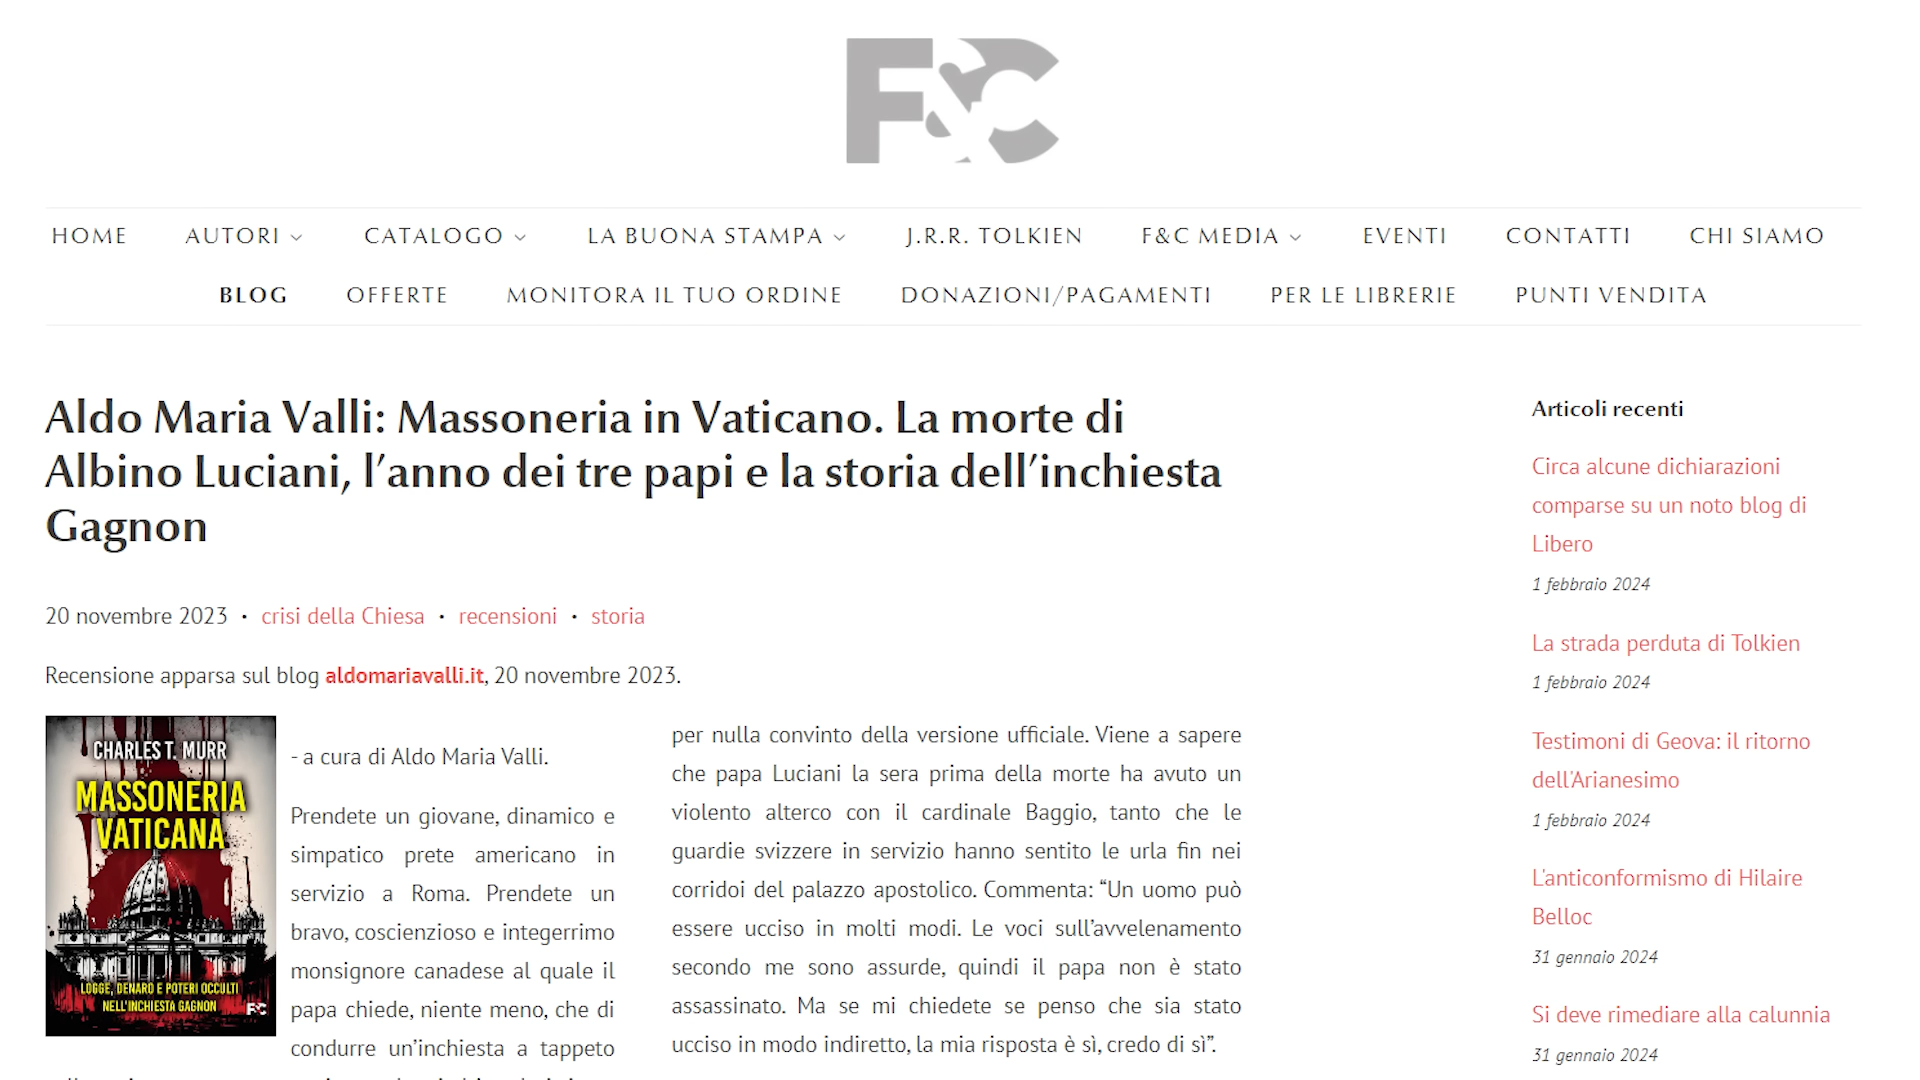 F&C
HOME AUTORI CATALOGO LA BUONA STAMPA J.R.R. TOLKIEN F&C MEDIA EVENTI CONTATTI CHI SIAMO
BLOG OFFERTE MONITORA IL TUO ORDINE DONAZIONI/PAGAMENTI PER LE LIBRERIE PUNTI VENDITA
Aldo Maria Valli: Massoneria in Vaticano. La morte di
Albino Luciani, l’anno dei tre papi e la storia dell’inchiesta
Gagnon
20 novembre 2023 • crisi della Chiesa • recensioni • storia
Recensione apparsa sul blog aldomariavalli.it, 20 novembre 2023.
CHARLES T. MURR
MASSONERIA
VATICANA
LOGGE, DENARO E POTERI OCCULTI
NELL'INCHIESTA GAGNON
F&C
- a cura di Aldo Maria Valli.
Prendete un giovane, dinamico e
simpatico prete americano in
servizio a Roma. Prendete un
bravo, coscienzioso e integerrimo
monsignore canadese al quale il
papa chiede, niente meno, che di
condurre un’inchiesta a tappeto
per nulla convinto della versione ufficiale. Viene a sapere
che papa Luciani la sera prima della morte ha avuto un
violento alterco con il cardinale Baggio, tanto che le
guardie svizzere in servizio hanno sentito le urla fin nei
corridoi del palazzo apostolico. Commenta: “Un uomo può
essere ucciso in molti modi. Le voci sull’avvelenamento
secondo me sono assurde, quindi il papa non è stato
assassinato. Ma se mi chiedete se penso che sia stato
ucciso in modo indiretto, la mia risposta è sì, credo di sì”.
Articoli recenti
Circa alcune dichiarazioni
comparse su un noto blog di
Libero
1 febbraio 2024
La strada perduta di Tolkien
1 febbraio 2024
Testimoni di Geova: il ritorno
dell'Arianesimo
1 febbraio 2024
L'anticonformismo di Hilaire
Belloc
31 gennaio 2024
Si deve rimediare alla calunnia
31 gennaio 2024